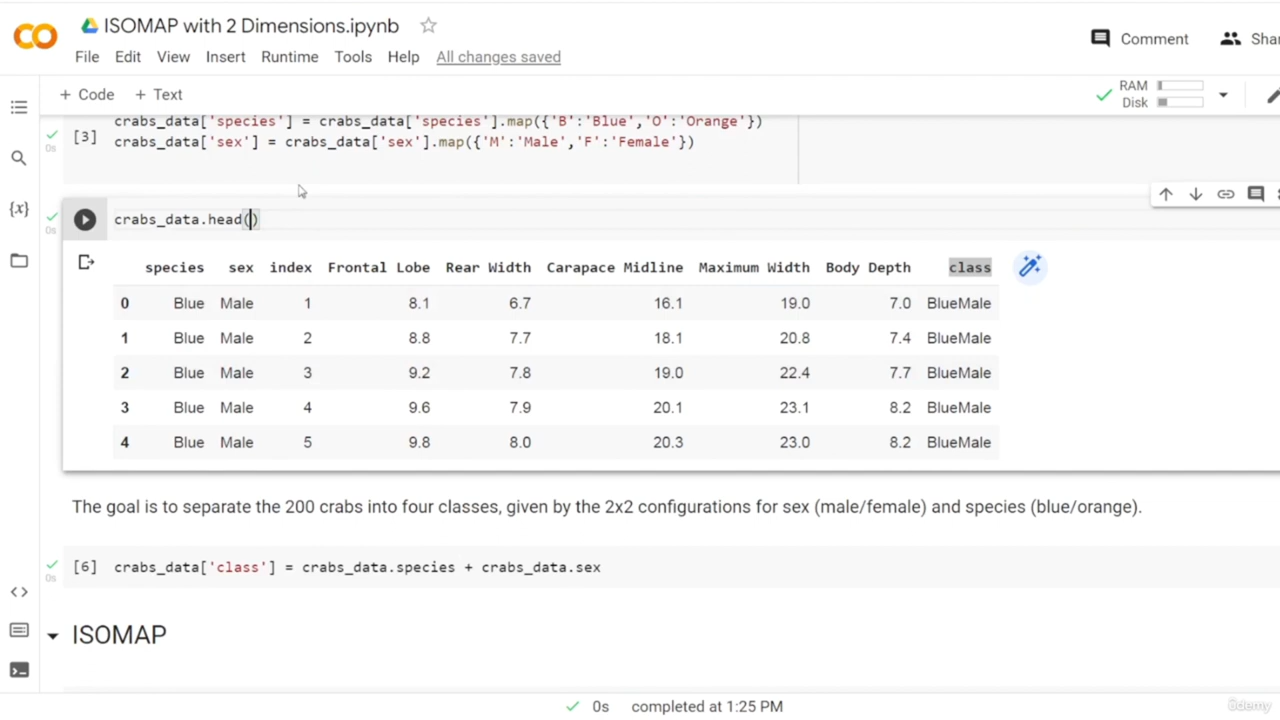 ISOMAP with 2 Dimensions.ipynb
Comment
Shar
File Edit View Insert Runtime Tools Help All changes saved
+ Code + Text
RAM
Disk
crabs_data['species'] = crabs_data['species'].map({'B':'Blue','O':'Orange'})
[3] crabs_data['sex'] = crabs_data['sex'].map({'M':'Male','F':'Female'})
0s
{x}
crabs_data.head()
0s
species sex index Frontal Lobe Rear Width Carapace Midline Maximum Width Body Depth class
0 Blue Male 1 8.1 6.7 16.1 19.0 7.0 BlueMale
1 Blue Male 2 8.8 7.7 18.1 20.8 7.4 BlueMale
2 Blue Male 3 9.2 7.8 19.0 22.4 7.7 BlueMale
3 Blue Male 4 9.6 7.9 20.1 23.1 8.2 BlueMale
4 Blue Male 5 9.8 8.0 20.3 23.0 8.2 BlueMale
The goal is to separate the 200 crabs into four classes, given by the 2x2 configurations for sex (male/female) and species (blue/orange).
[6] crabs_data['class'] = crabs_data.species + crabs_data.sex
0s
ISOMAP
0s completed at 1:25 PM
ûdemy